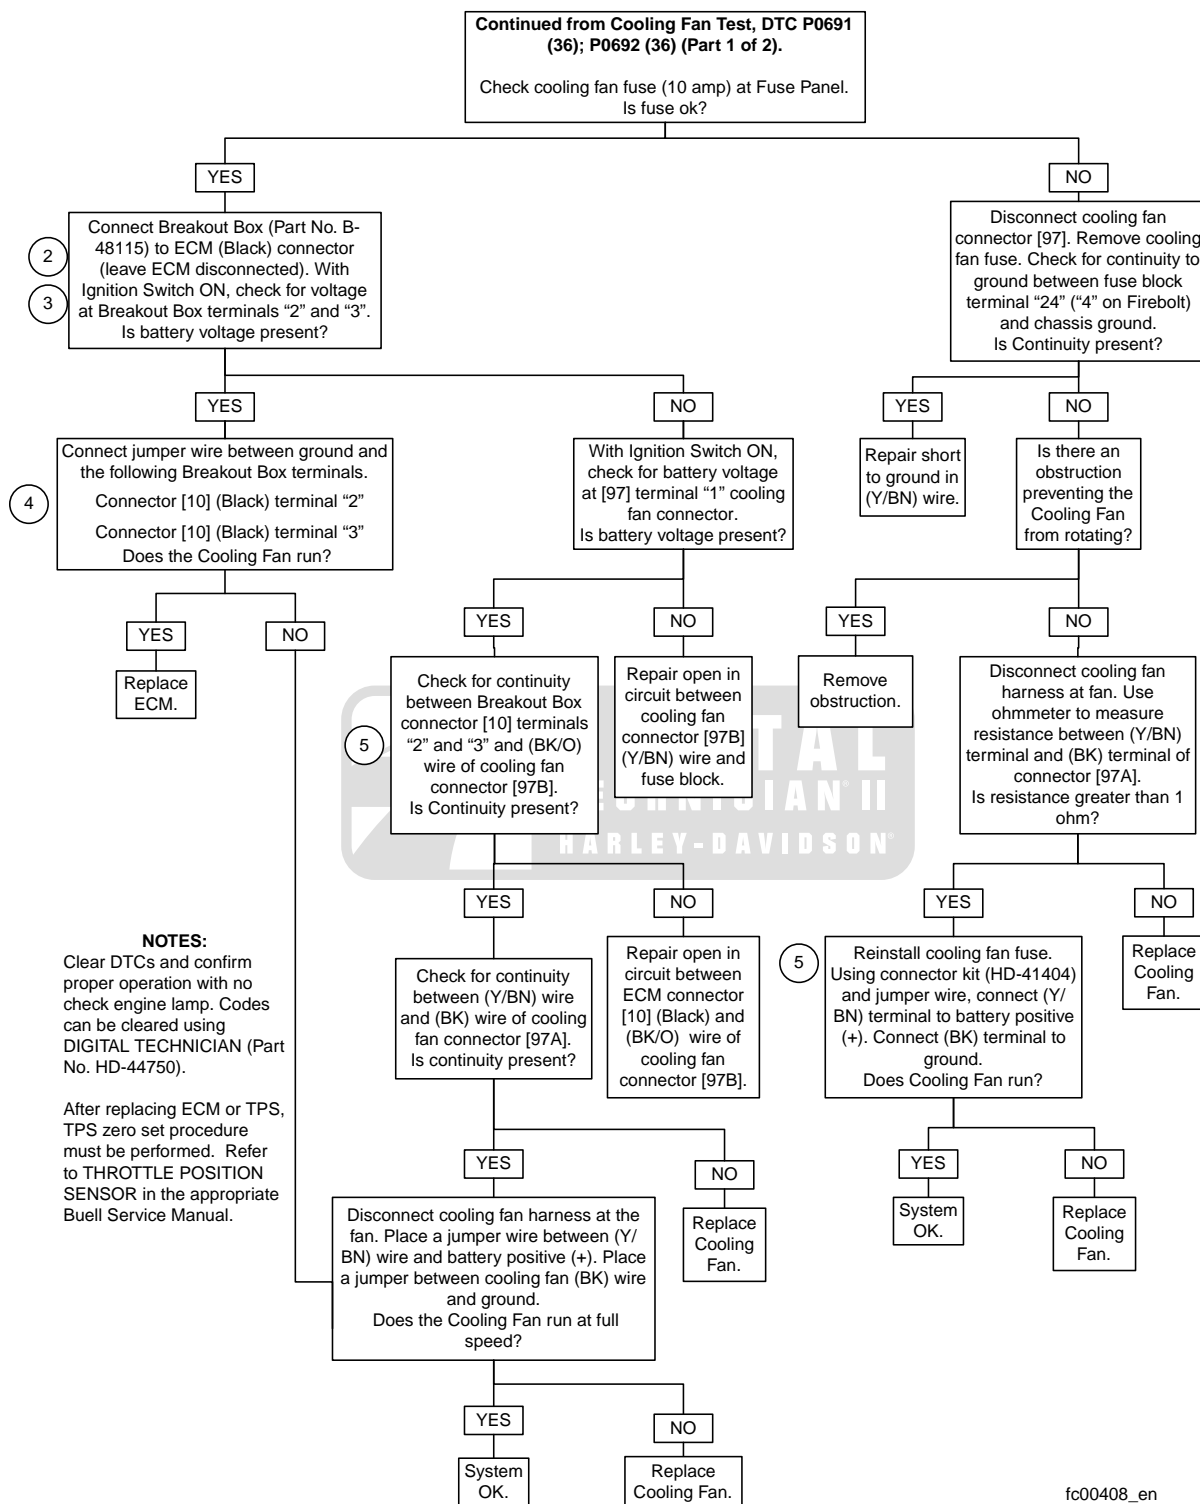 Continued from Cooling Fan Test, DTC P0691
(36); P0692 (36) (Part 1 of 2).
Check cooling fan fuse (10 amp) at Fuse Panel.
Is fuse ok?
YES
NO
2
3
Connect Breakout Box (Part No. B-
48115) to ECM (Black) connector
(leave ECM disconnected). With
Ignition Switch ON, check for voltage
at Breakout Box terminals “2” and “3”.
Is battery voltage present?
Disconnect cooling fan
connector [97]. Remove cooling
fan fuse. Check for continuity to
ground between fuse block
terminal “24” (“4” on Firebolt)
and chassis ground.
Is Continuity present?
YES
NO
YES
NO
4
Connect jumper wire between ground and
the following Breakout Box terminals.
Connector [10] (Black) terminal “2”
Connector [10] (Black) terminal “3”
Does the Cooling Fan run?
With Ignition Switch ON,
check for battery voltage
at [97] terminal “1” cooling
fan connector.
Is battery voltage present?
Repair short
to ground in
(Y/BN) wire.
Is there an
obstruction
preventing the
Cooling Fan
from rotating?
YES
NO
YES
NO
YES
NO
Replace
ECM.
5
Check for continuity
between Breakout Box
connector [10] terminals
“2” and “3” and (BK/O)
wire of cooling fan
connector [97B].
Is Continuity present?
Repair open in
circuit between
cooling fan
connector [97B]
(Y/BN) wire and
fuse block.
Remove
obstruction.
Disconnect cooling fan
harness at fan. Use
ohmmeter to measure
resistance between (Y/BN)
terminal and (BK) terminal of
connector [97A].
Is resistance greater than 1
ohm?
II
HARLEY-DAVIDSON®
YES
NO
YES
NO
NOTES:
Clear DTCs and confirm
proper operation with no
check engine lamp. Codes
can be cleared using
DIGITAL TECHNICIAN (Part
No. HD-44750).
After replacing ECM or TPS,
TPS zero set procedure
must be performed. Refer
to THROTTLE POSITION
SENSOR in the appropriate
Buell Service Manual.
Check for continuity
between (Y/BN) wire
and (BK) wire of cooling
fan connector [97A].
Is continuity present?
Repair open in
circuit between
ECM connector
[10] (Black) and
(BK/O) wire of
cooling fan
connector [97B].
5
Reinstall cooling fan fuse.
Using connector kit (HD-41404)
and jumper wire, connect (Y/
BN) terminal to battery positive
(+). Connect (BK) terminal to
ground.
Does Cooling Fan run?
Replace
Cooling
Fan.
YES
NO
YES
NO
Disconnect cooling fan harness at the
fan. Place a jumper wire between (Y/
BN) wire and battery positive (+). Place
a jumper between cooling fan (BK) wire
and ground.
Does the Cooling Fan run at full
speed?
Replace
Cooling
Fan.
System
OK.
Replace
Cooling
Fan.
YES
NO
System
OK.
Replace
Cooling Fan.
fc00408_en